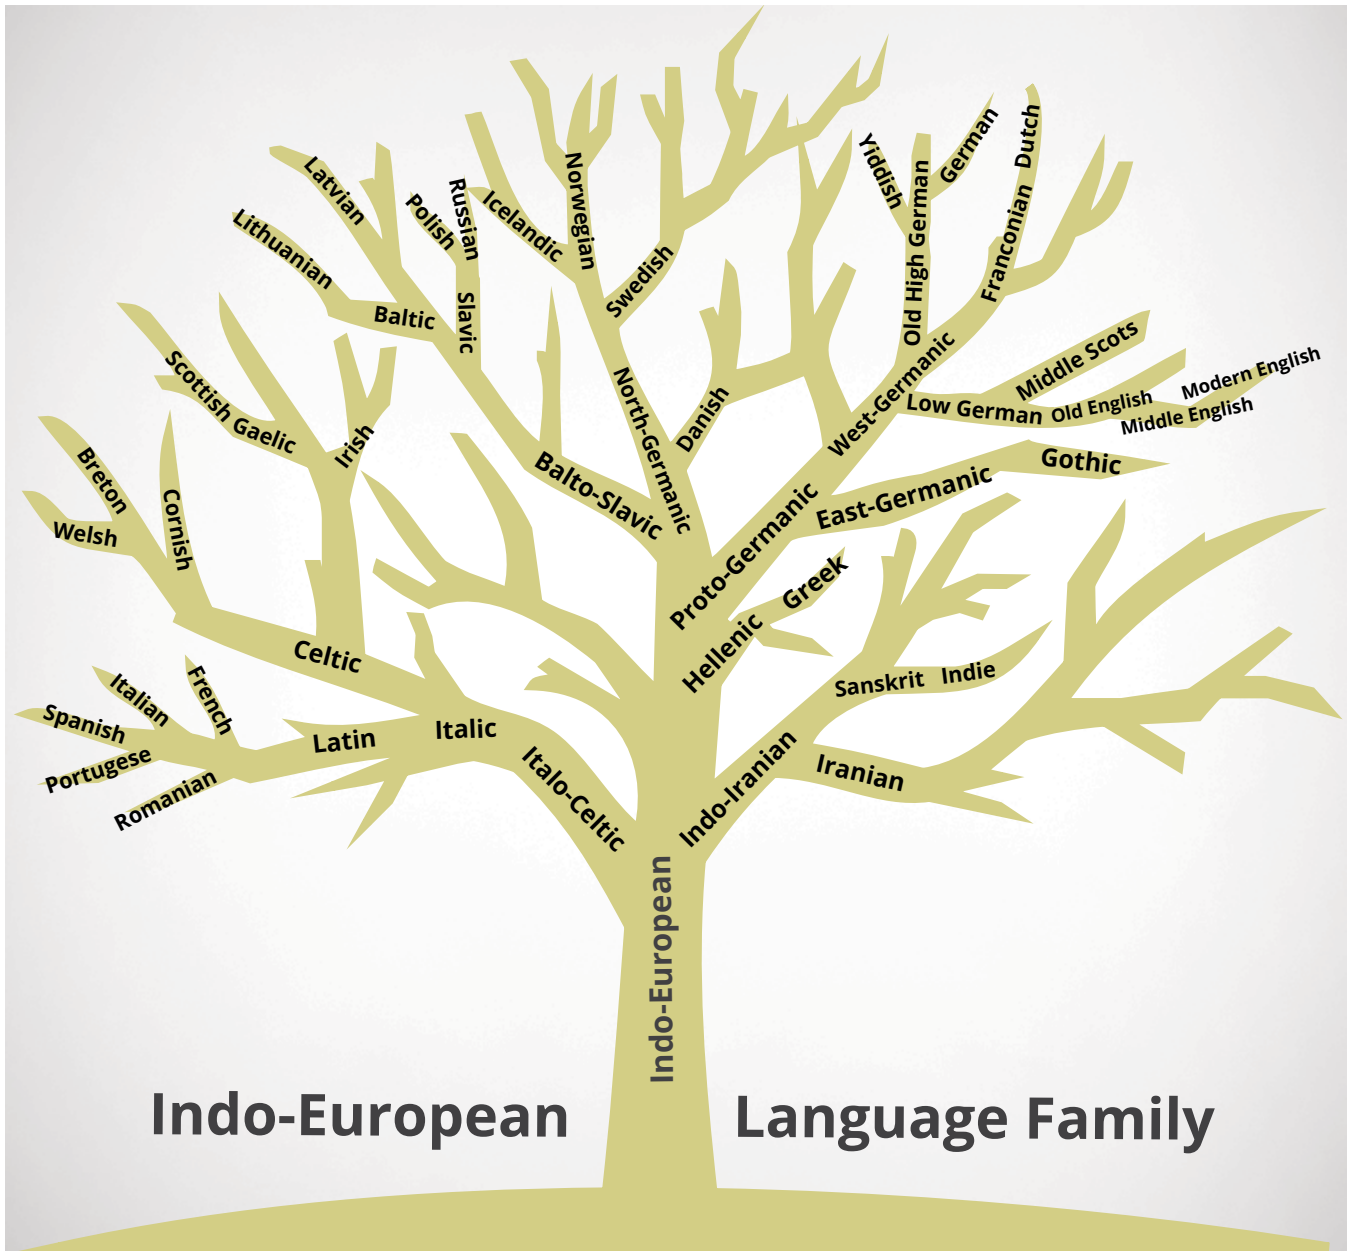 Norwegian
Yiddish
German
Dutch
Latvian
Russian
Polish
Icelandic
Lithuanian
Old High German
Franconian
Swedish
Baltic
Slavic
Middle Scots
Modern English
Scottish Gaelic
Irish
North-Germanic
Danish
West-Germanic
Low German
Old English
Middle English
Breton
Cornish
Welsh
Balto-Slavic
East-Germanic
Gothic
Proto-Germanic
Greek
Hellenic
Celtic
Sanskrit
Indie
French
Italian
Spanish
Portugese
Romanian
Latin
Italic
Italo-Celtic
Indo-Iranian
Iranian
Indo-European
Indo-European Language Family